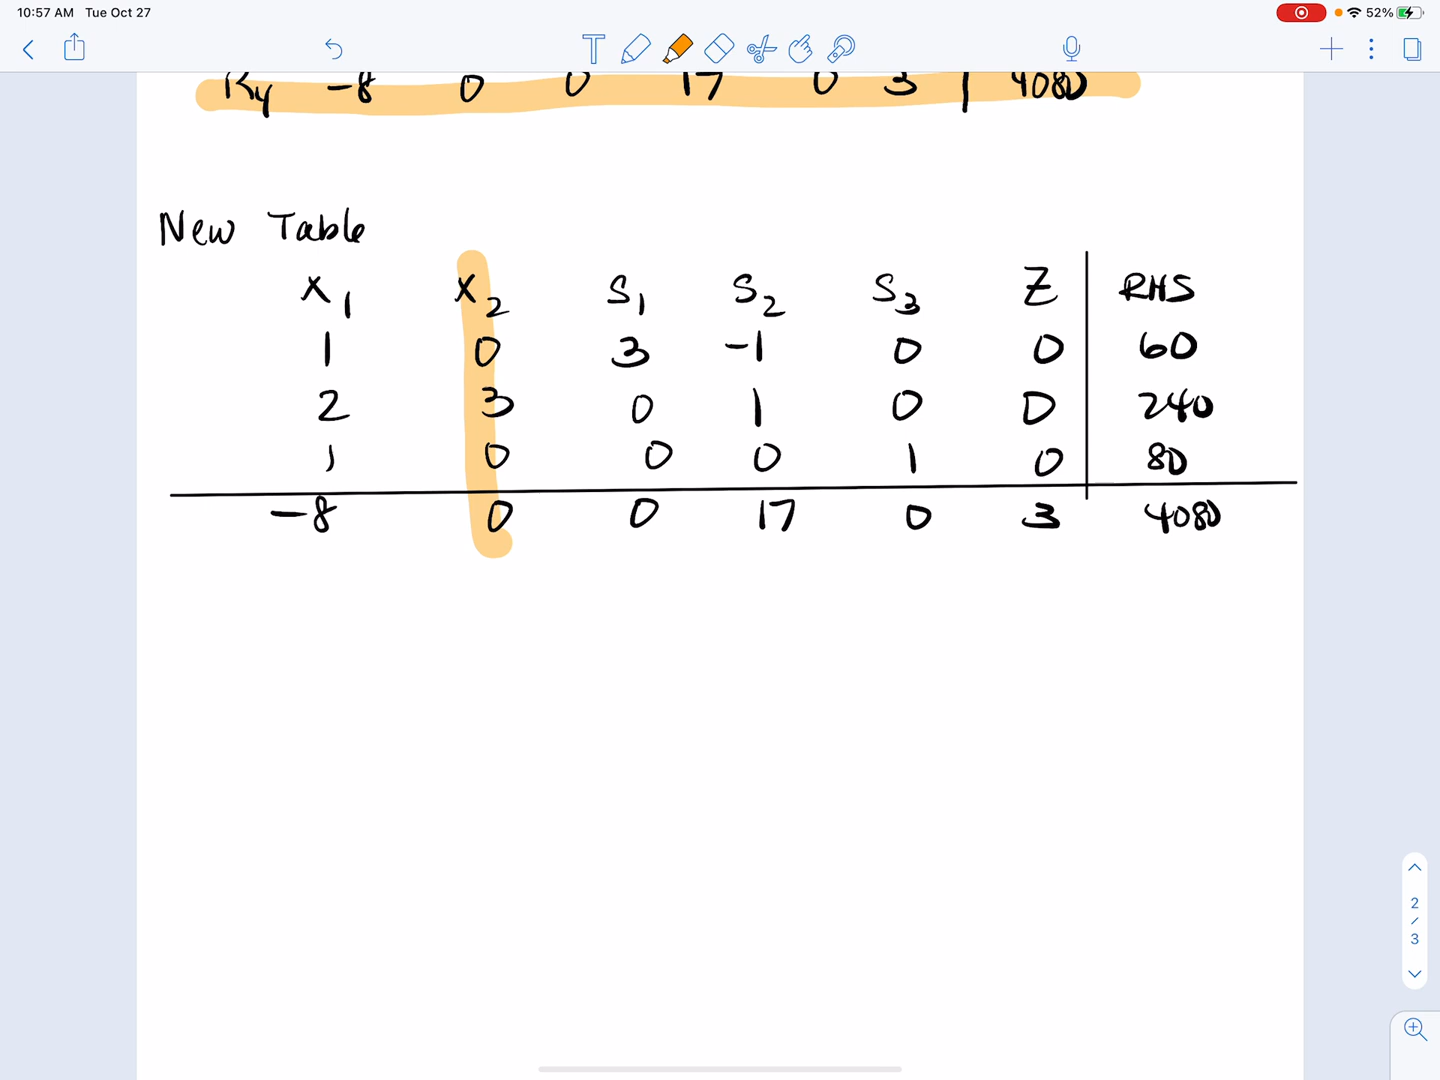 10:57 AM Tue Oct 27 52%
R4 -8 0 0 17 0 3 | 4080
New Table
X1 X2 S1 S2 S3 Z RHS
1 0 3 -1 0 0 60
2 3 0 1 0 0 240
1 0 0 0 1 0 80
-8 0 0 17 0 3 4080
2
/
3